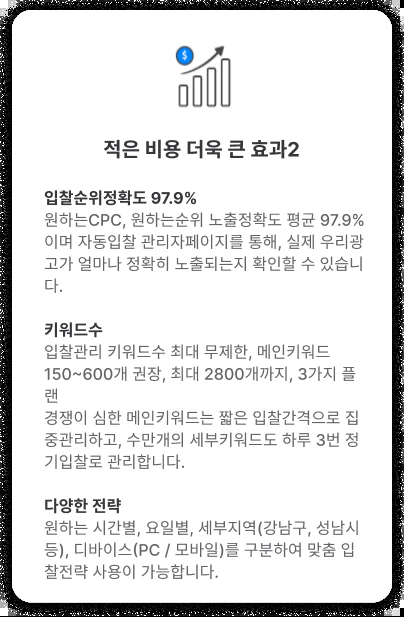 $
적은 비용 더욱 큰 효과2
입찰순위정확도 97.9%
원하는CPC, 원하는순위 노출정확도 평균 97.9%
이며 자동입찰 관리자페이지를 통해, 실제 우리광
고가 얼마나 정확히 노출되는지 확인할 수 있습니
다.
키워드수
입찰관리 키워드수 최대 무제한, 메인키워드
150~600개 권장, 최대 2800개까지, 3가지 플
랜
경쟁이 심한 메인키워드는 짧은 입찰간격으로 집
중관리하고, 수만개의 세부키워드도 하루 3번 정
기입찰로 관리합니다.
다양한 전략
원하는 시간별, 요일별, 세부지역(강남구, 성남시
등), 디바이스(PC / 모바일)를 구분하여 맞춤 입
찰전략 사용이 가능합니다.